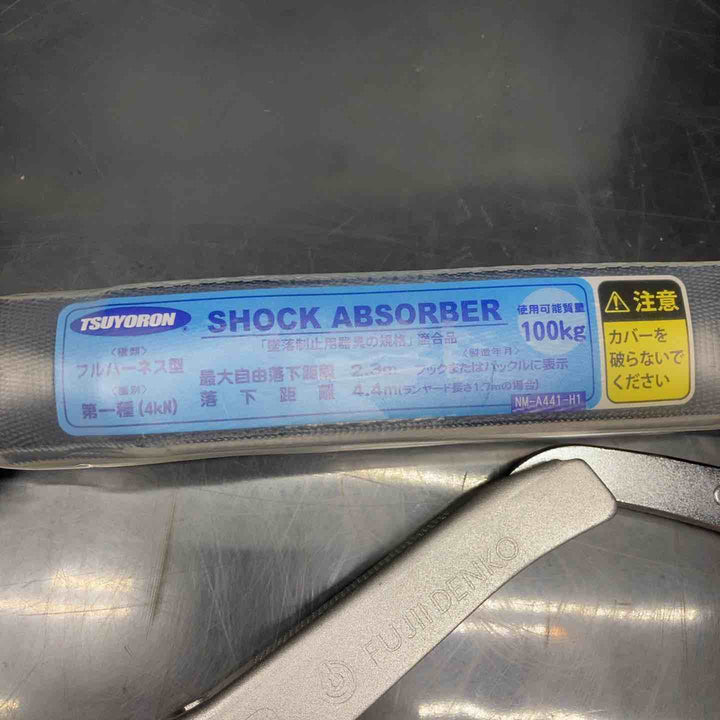 TSUYORON®
SHOCK ABSORBER
使用可能質量
100kg
「墜落制止用器具の規格」適合品
〈種類〉
フルハーネス型
〈種別〉
第一種(4kN)
最大自由落下距離 2.3m
落下距離 4.4m(ランヤード長さ1.7mの場合)
〈製造年月〉
フックまたはバックルに表示
NM-A441-H1
注意
カバーを
破らないで
ください
FUJII DENKO